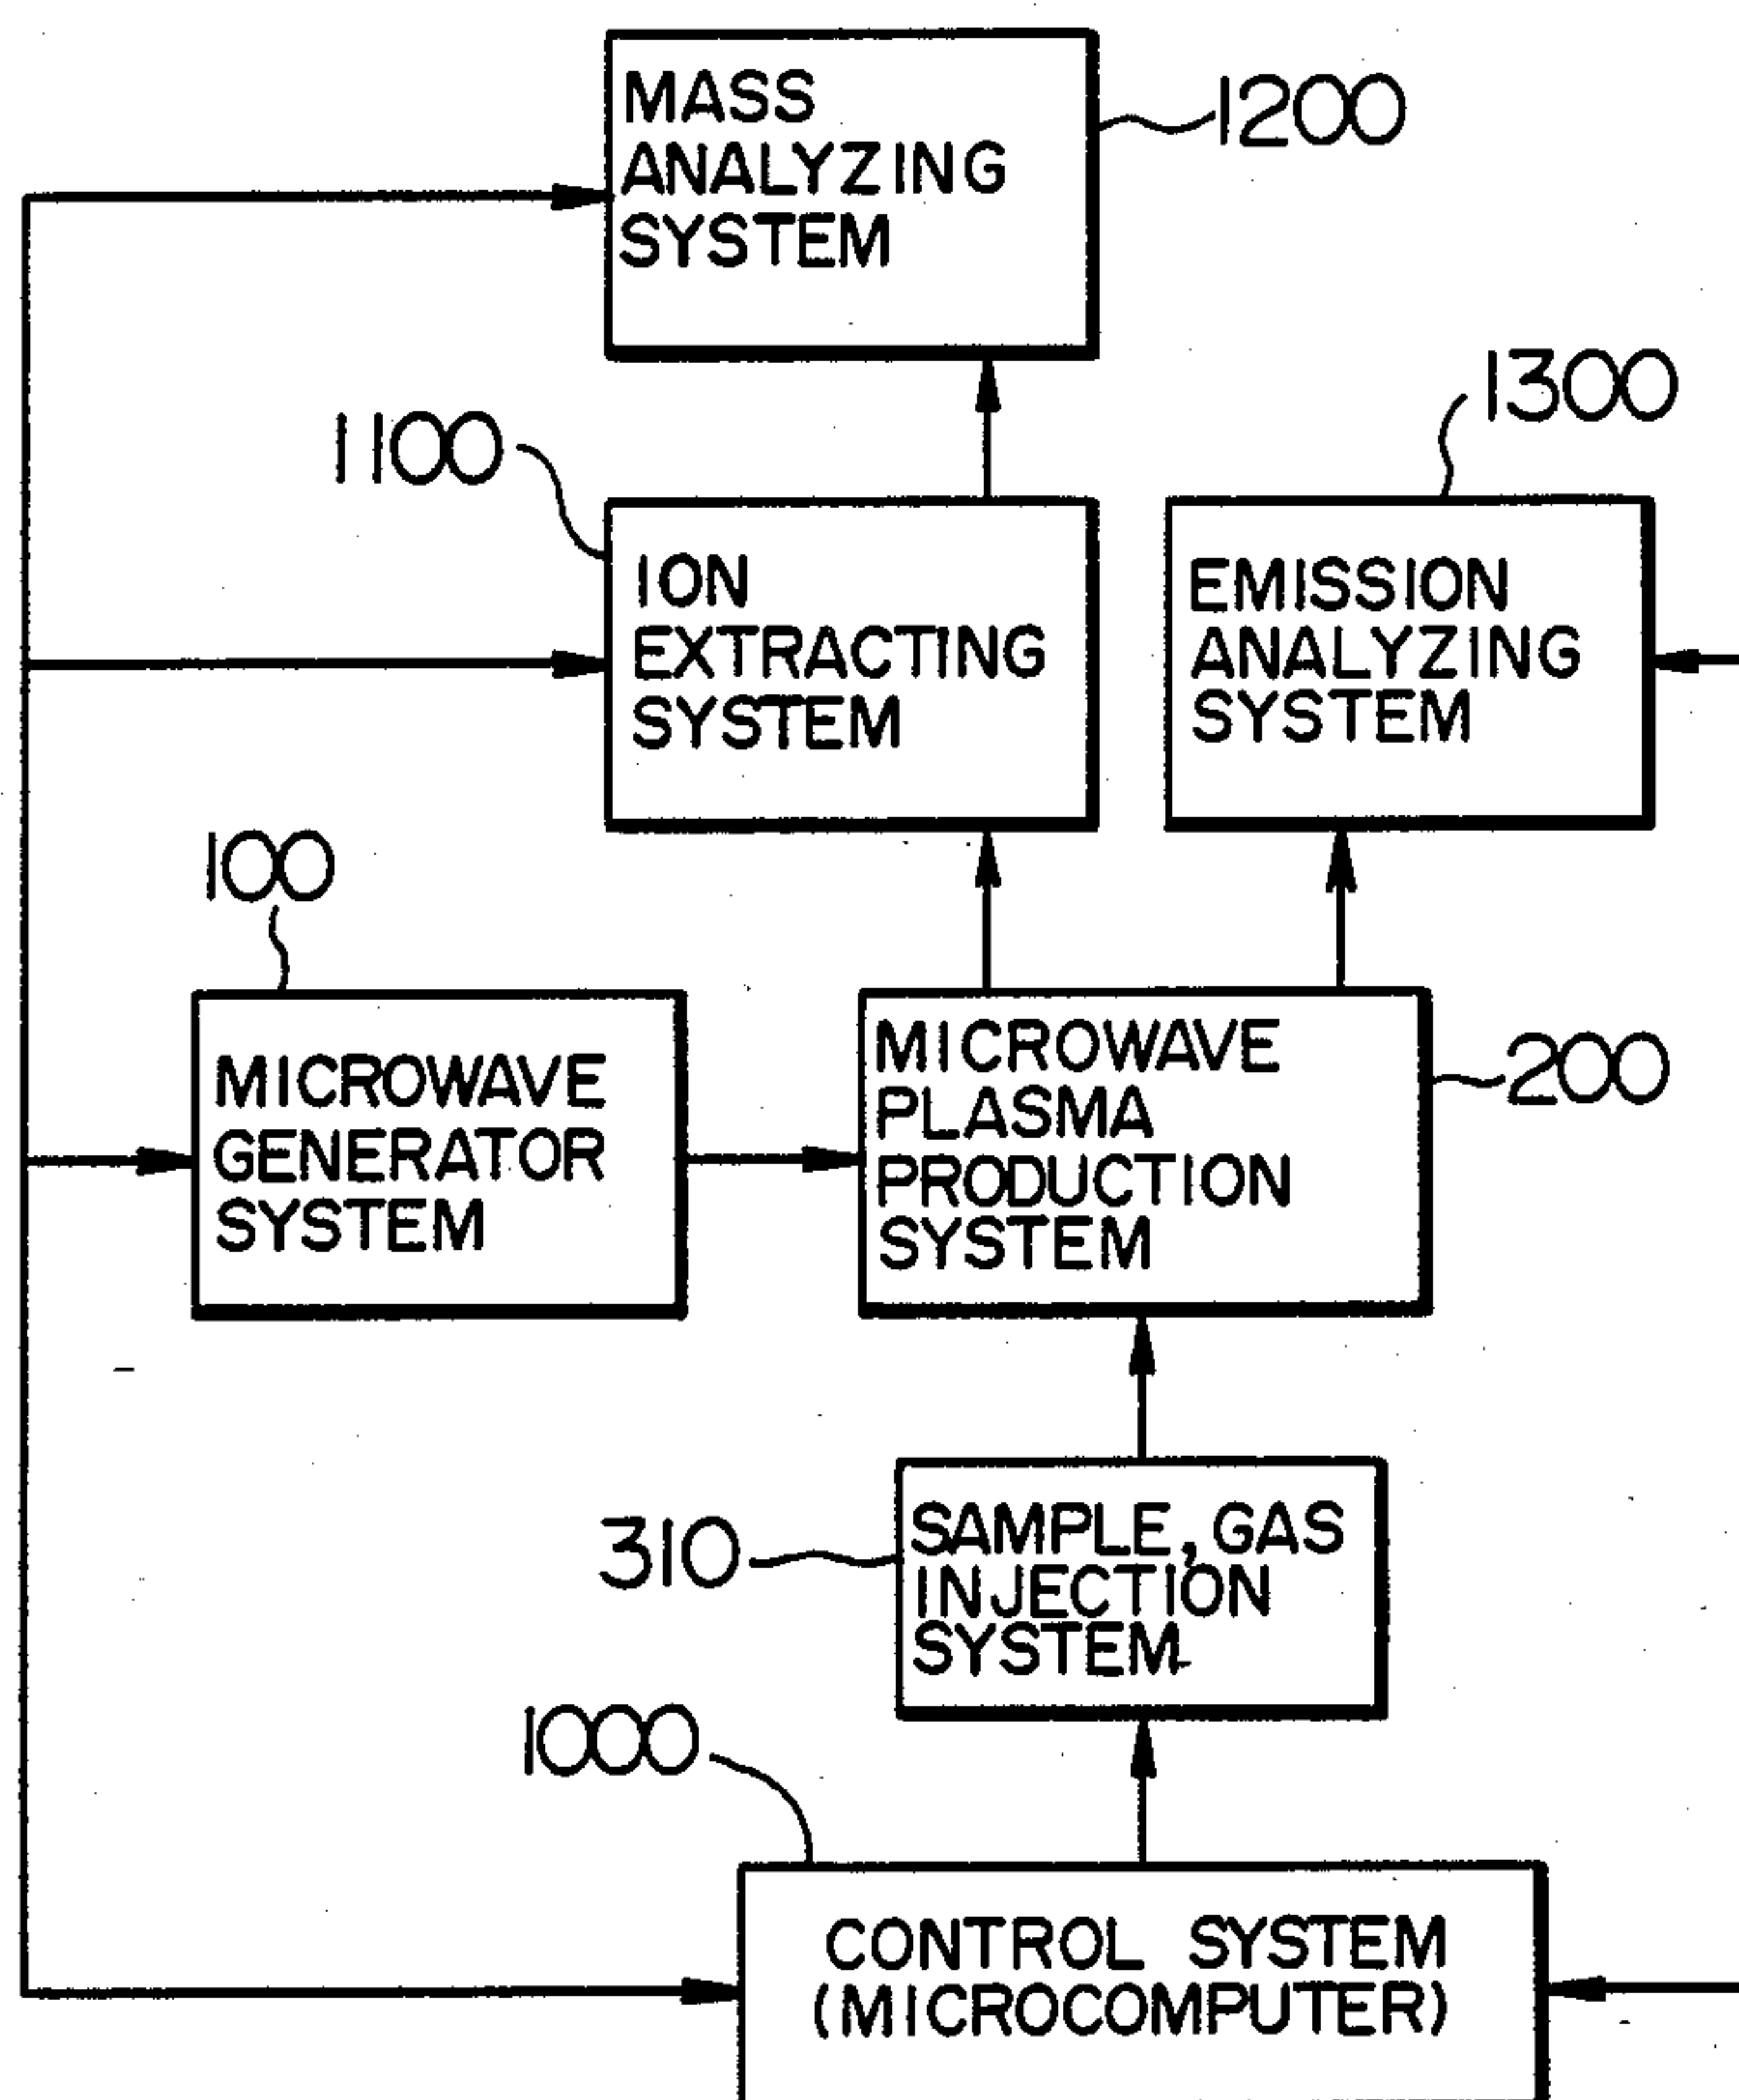 MASS
ANALYZING
SYSTEM
1200
1100
ION
EXTRACTING
SYSTEM
1300
EMISSION
ANALYZING
SYSTEM
100
MICROWAVE
GENERATOR
SYSTEM
MICROWAVE
PLASMA
PRODUCTION
SYSTEM
200
310
SAMPLE, GAS
INJECTION
SYSTEM
1000
CONTROL SYSTEM
(MICROCOMPUTER)